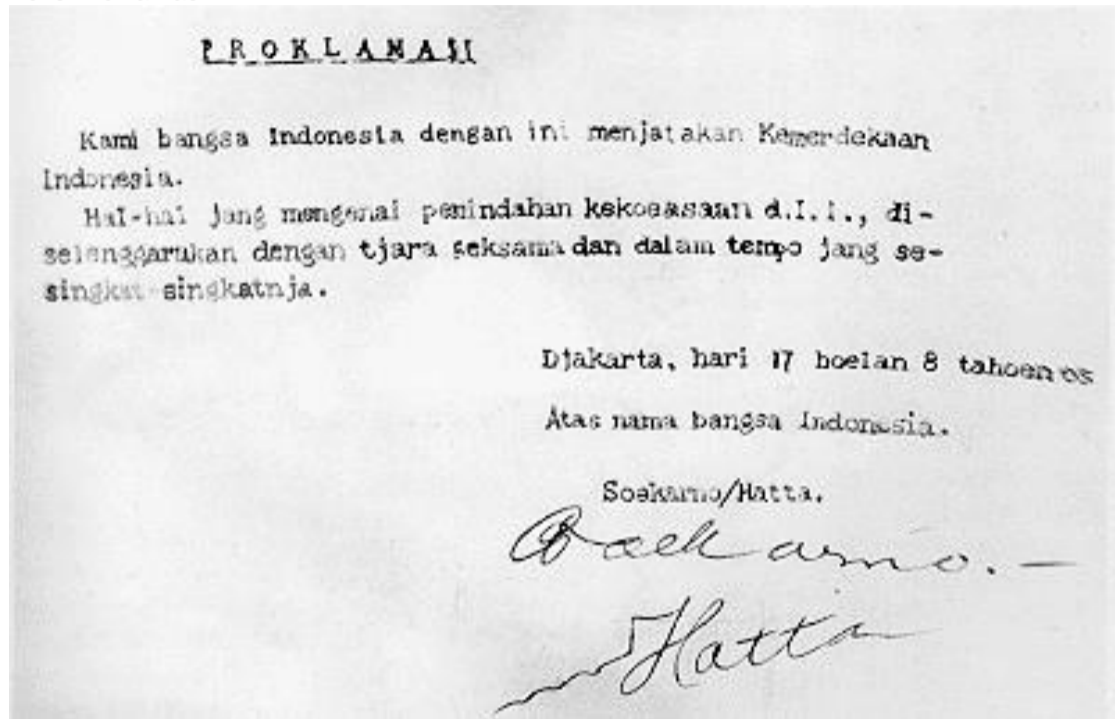 P R O K L A M A S I
Kami bangsa Indonesia dengan ini menjatakan Kemerdekaan
Indonesia.
Hal-hal jang mengenai pemindahan kekoeasaan d.l.l., di-
selenggarakan dengan tjara seksama dan dalam tempo jang se-
singkat-singkatnja.
Djakarta, hari 17 boelan 8 tahoen 05
Atas nama bangsa Indonesia.
Soekarno/Hatta.
Soekarno.—
Hatta